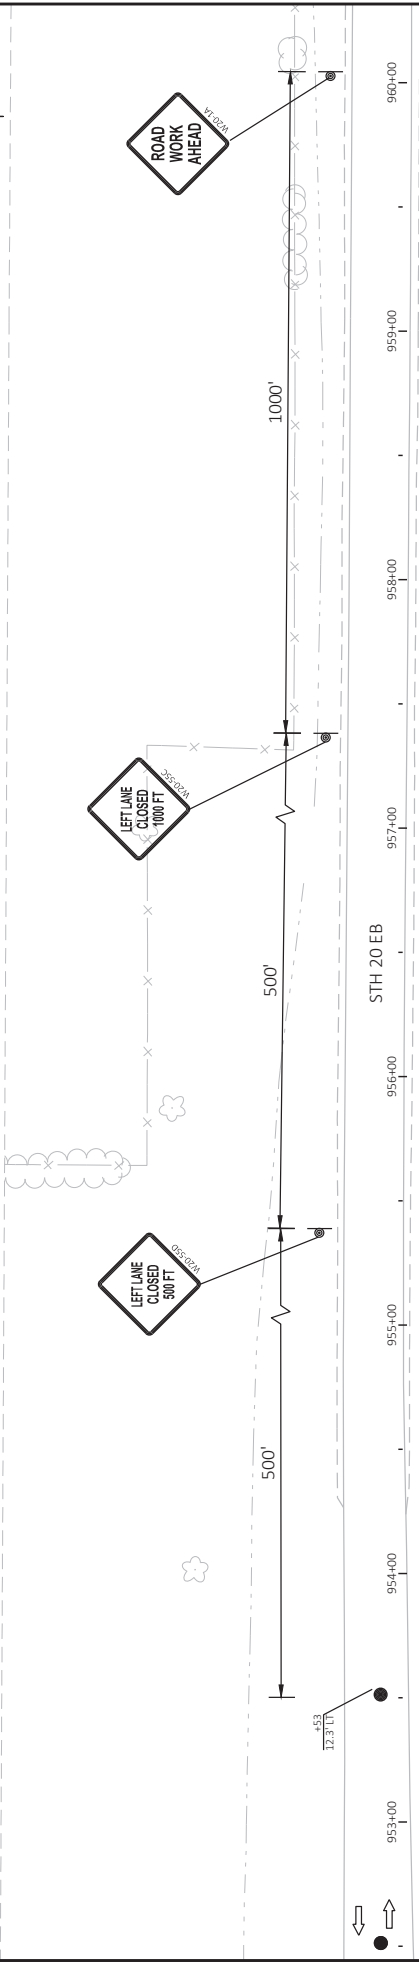 960+00
ROAD
WORK
AHEAD
W20-1A
959+00
1000'
958+00
LEFT LANE
CLOSED
1000 FT
W20-55C
957+00
500'
STH 20 EB
956+00
LEFT LANE
CLOSED
500 FT
W20-55D
955+00
500'
954+00
+53
12.3' LT
953+00